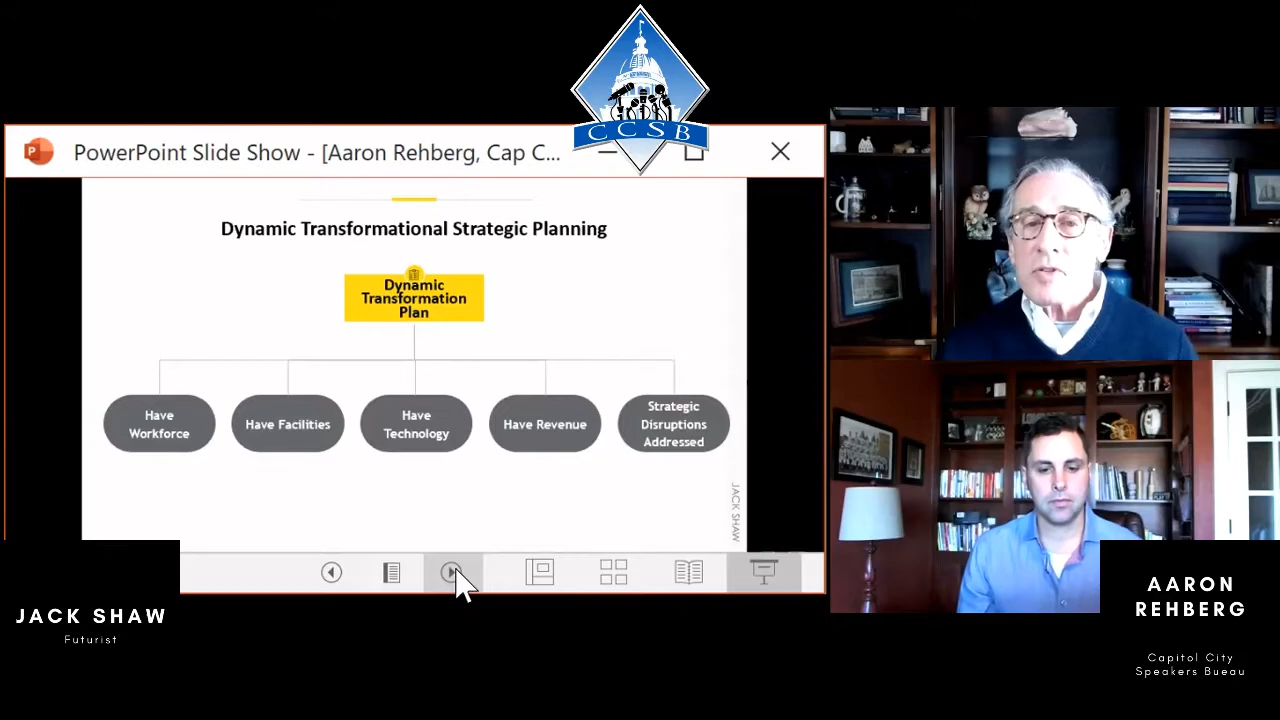 CCSB
PowerPoint Slide Show - [Aaron Rehberg, Cap C...
Dynamic Transformational Strategic Planning
Dynamic
Transformation
Plan
Have
Workforce
Have Facilities
Have
Technology
Have Revenue
Strategic
Disruptions
Addressed
JACK SHAW
JACK SHAW
Futurist
AARON
REHBERG
Capitol City
Speakers Bueau